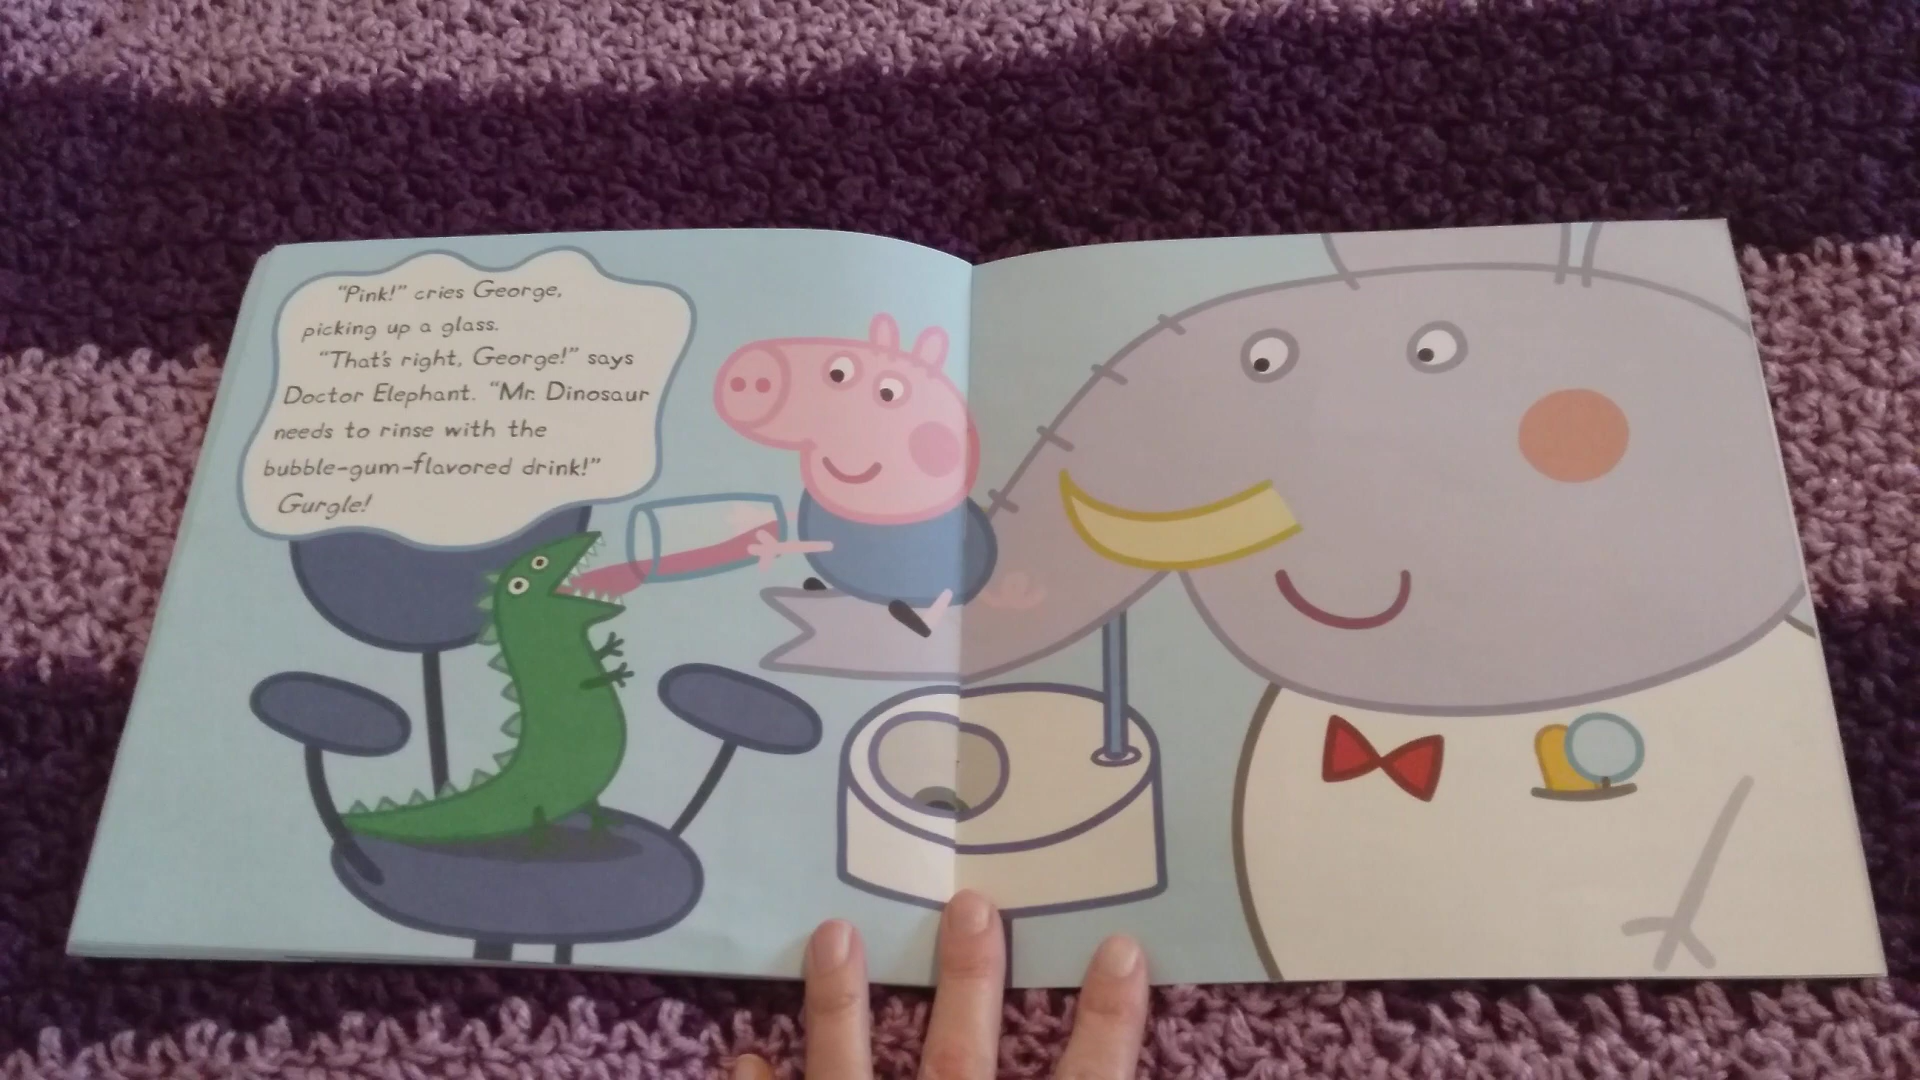 “Pink!” cries George,
picking up a glass.
“That's right, George!” says
Doctor Elephant. “Mr. Dinosaur
needs to rinse with the
bubble-gum-flavored drink!”
Gurgle!